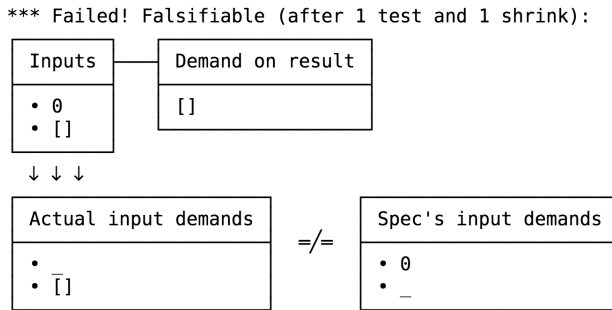 *** Failed! Falsifiable (after 1 test and 1 shrink):
Inputs
• 0
• []
Demand on result
[]
↓ ↓ ↓
Actual input demands
• _
• []
=/=
Spec's input demands
• 0
• _